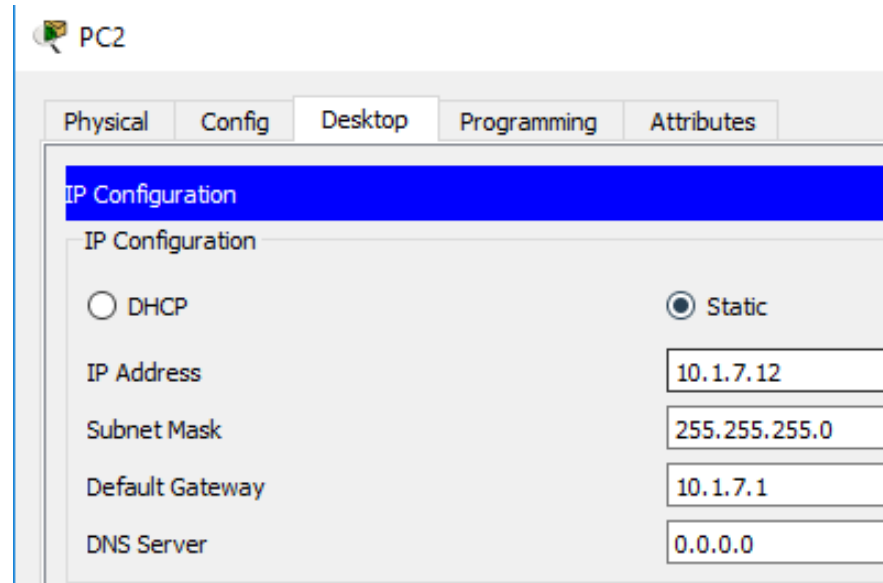 PC2
Physical Config Desktop Programming Attributes
IP Configuration
IP Configuration
DHCP Static
IP Address 10.1.7.12
Subnet Mask 255.255.255.0
Default Gateway 10.1.7.1
DNS Server 0.0.0.0